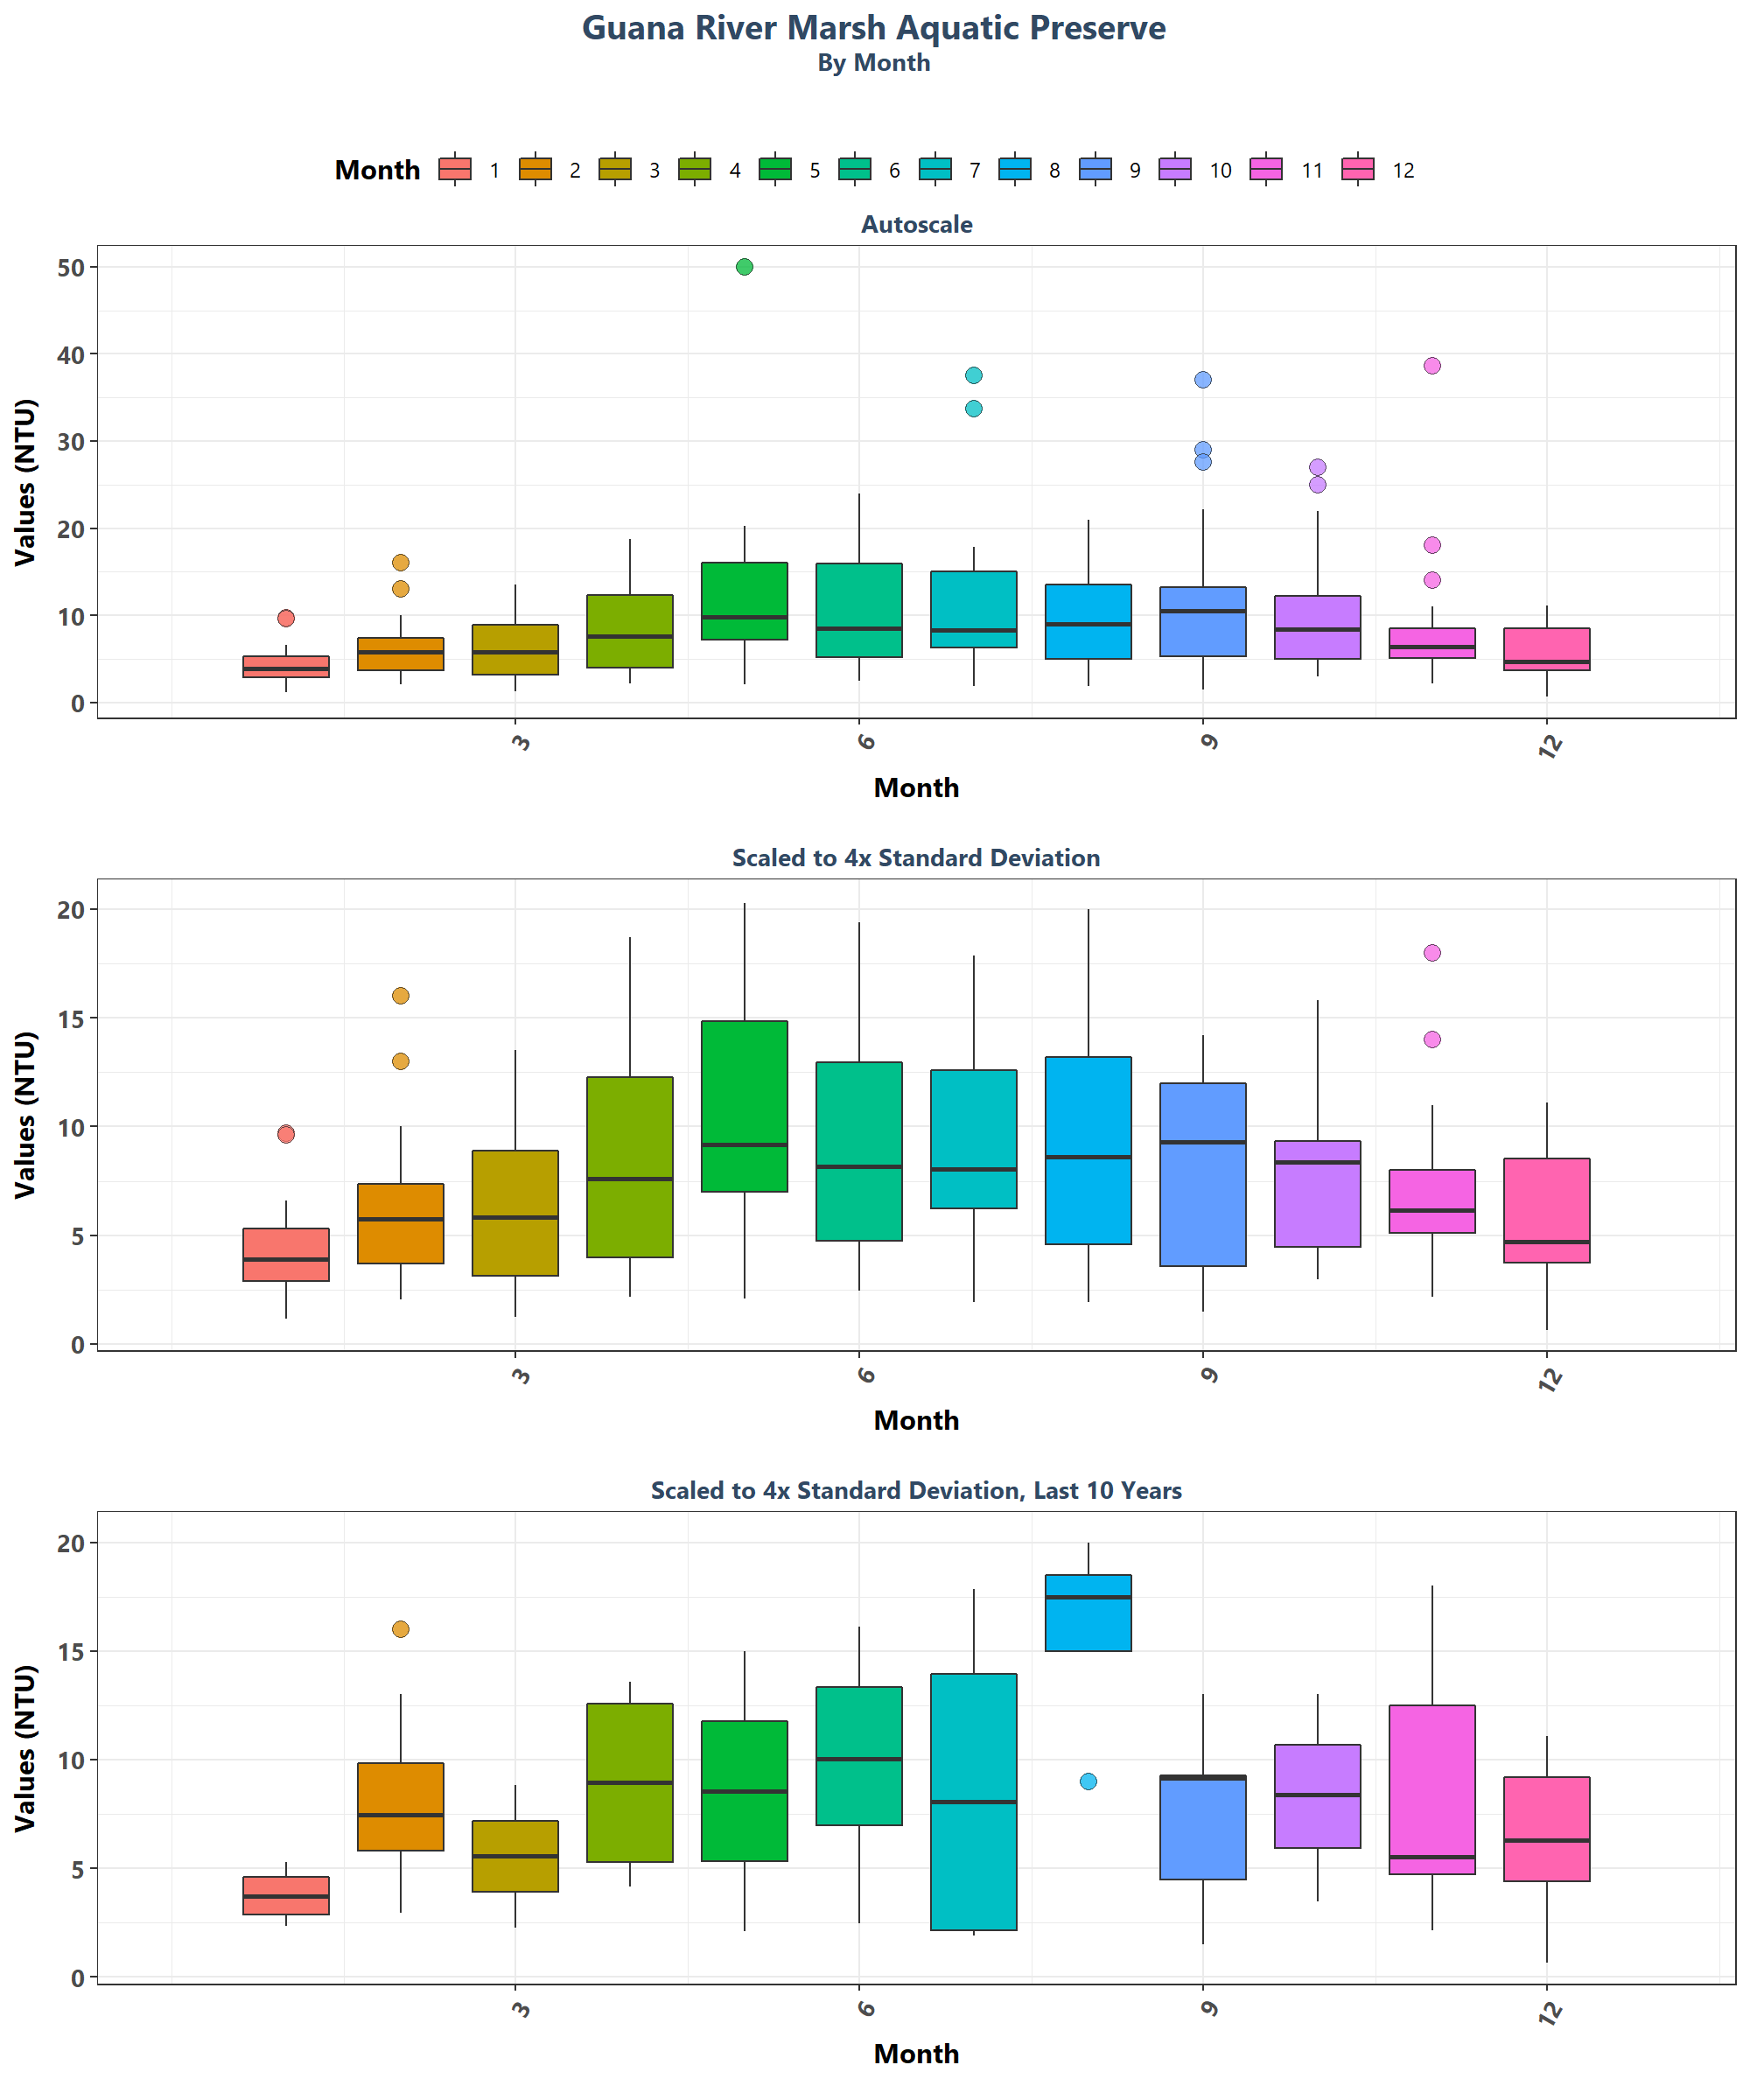 Guana River Marsh Aquatic Preserve
By Month
Month 1 2 3 4 5 6 7 8 9 10 11 12
Autoscale
Values (NTU)
50
40
30
20
10
0
3 6 9 12
Month
Scaled to 4x Standard Deviation
Values (NTU)
20
15
10
5
0
3 6 9 12
Month
Scaled to 4x Standard Deviation, Last 10 Years
Values (NTU)
20
15
10
5
0
3 6 9 12
Month